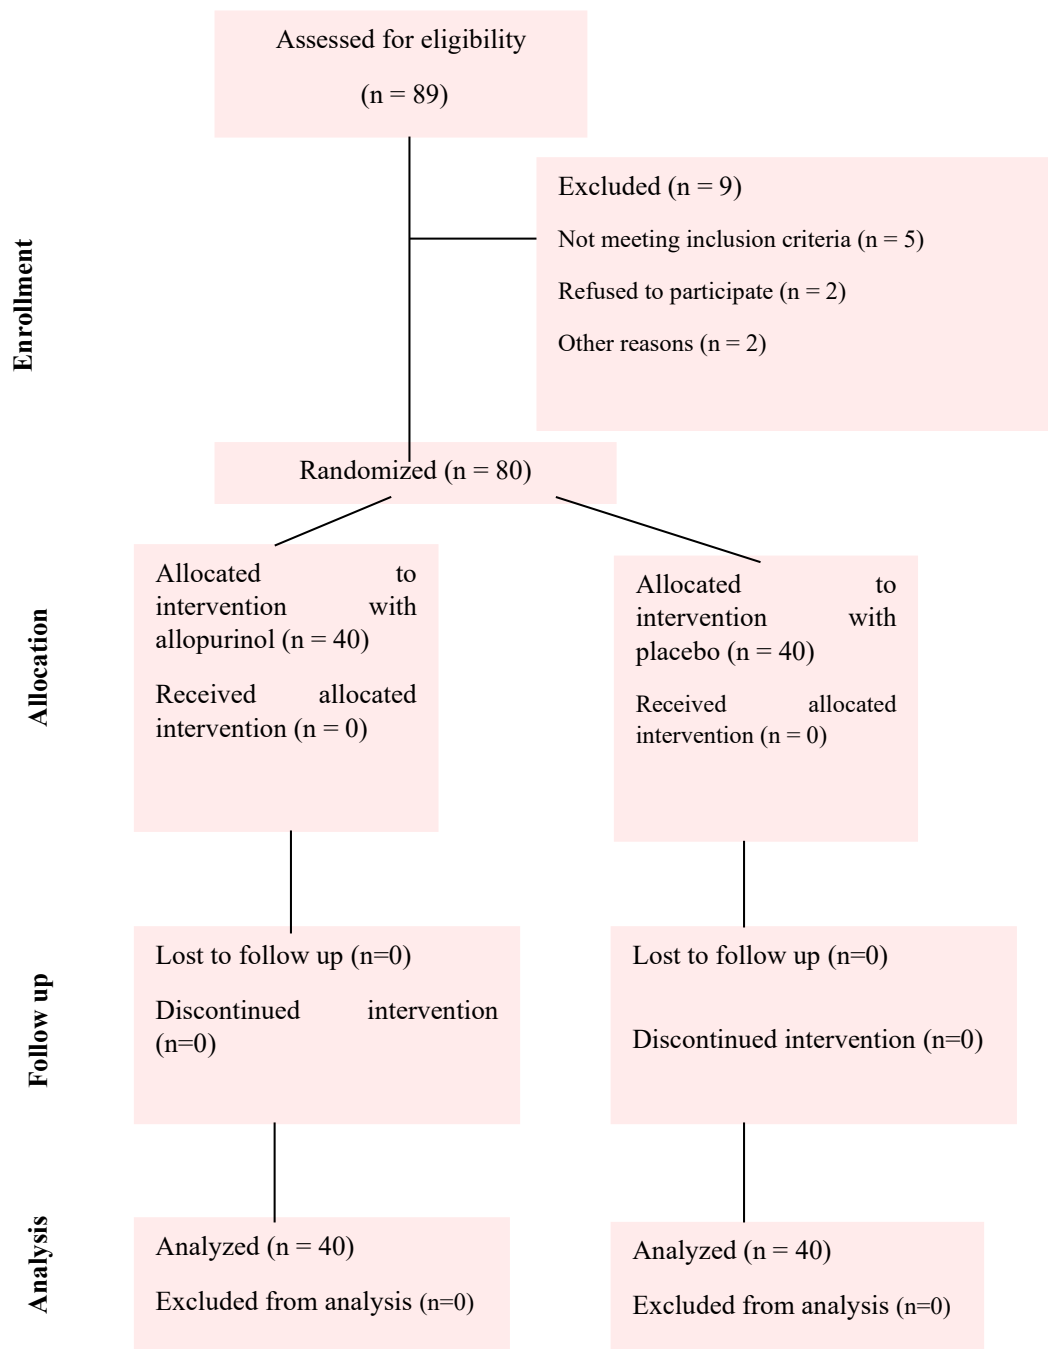 Assessed for eligibility
(n = 89)
Enrollment
Excluded (n = 9)
Not meeting inclusion criteria (n = 5)
Refused to participate (n = 2)
Other reasons (n = 2)
Randomized (n = 80)
Allocation
Allocated to
intervention with
allopurinol (n = 40)
Received allocated
intervention (n = 0)
Allocated to
intervention with
placebo (n = 40)
Received allocated
intervention (n = 0)
Follow up
Lost to follow up (n=0)
Discontinued intervention
(n=0)
Lost to follow up (n=0)
Discontinued intervention (n=0)
Analysis
Analyzed (n = 40)
Excluded from analysis (n=0)
Analyzed (n = 40)
Excluded from analysis (n=0)